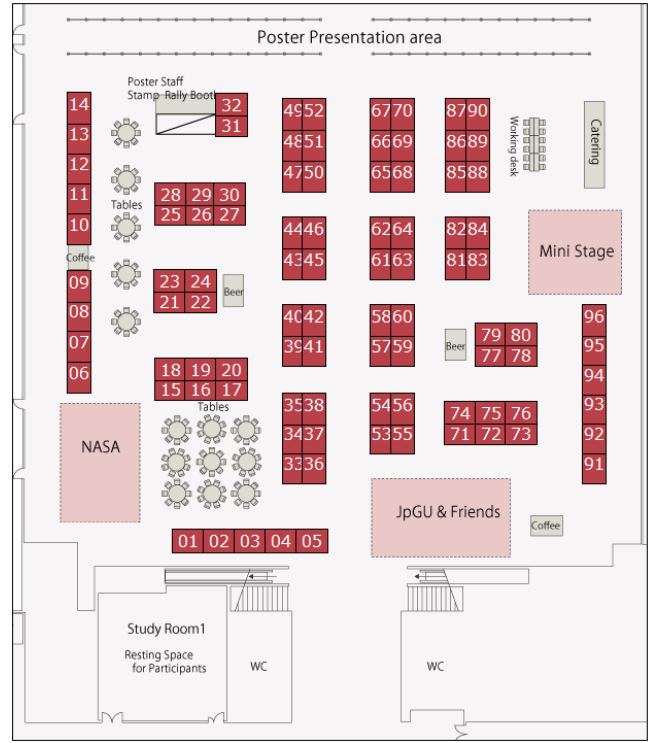 Poster Presentation area
Poster Staff
Stamp Rally Booth
32
31
14
13
12
11
10
Coffee
09
08
07
06
Tables
28 29 30
25 26 27
23 24
21 22
Beer
18 19 20
15 16 17
Tables
NASA
01 02 03 04 05
49 52
48 51
47 50
44 46
43 45
40 42
39 41
35 38
34 37
33 36
67 70
66 69
65 68
62 64
61 63
58 60
57 59
54 56
53 55
87 90
86 89
85 88
82 84
81 83
Working desk
Catering
Mini Stage
Beer
79 80
77 78
74 75 76
71 72 73
96
95
94
93
92
91
JpGU & Friends
Coffee
Study Room1
Resting Space
for Participants
WC
WC